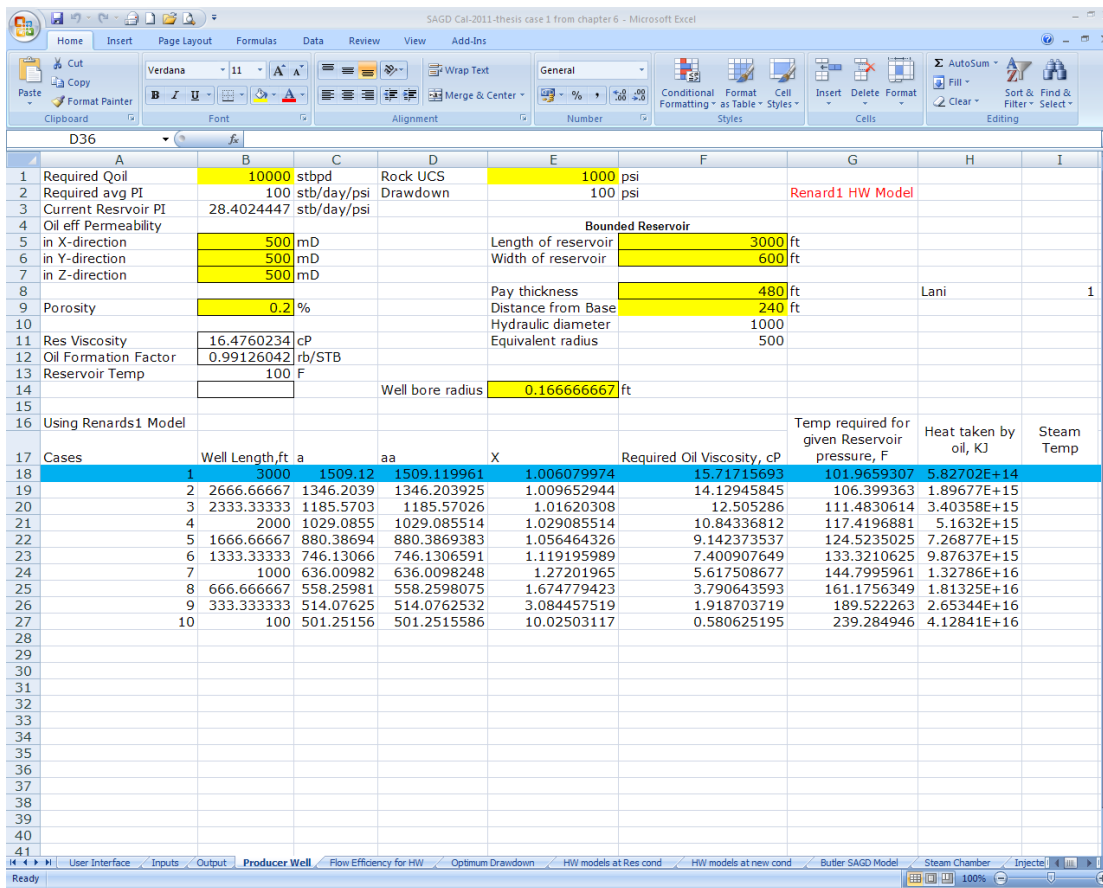 SAGD Cal-2011-thesis case 1 from chapter 6 - Microsoft Excel
Home Insert Page Layout Formulas Data Review View Add-Ins
Paste Cut Copy Format Painter
Verdana 11 A A Wrap Text General Conditional Formatting as Table Format Cell Styles Insert Delete Format AutoSum Fill Clear Sort & Filter Find & Select
B I U A Merge & Center % , .0 .00 .00 .0
Clipboard Font Alignment Number Styles Cells Editing
D36 fx
A B C D E F G H I
1 Required Qoil 10000 stbpd Rock UCS 1000 psi
2 Required avg PI 100 stb/day/psi Drawdown 100 psi Renard1 HW Model
3 Current Resrvoir PI 28.4024447 stb/day/psi
4 Oil eff Permeability Bounded Reservoir
5 in X-direction 500 mD Length of reservoir 3000 ft
6 in Y-direction 500 mD Width of reservoir 600 ft
7 in Z-direction 500 mD
8 Pay thickness 480 ft Lani 1
9 Porosity 0.2 % Distance from Base 240 ft
10 Hydraulic diameter 1000
11 Res Viscosity 16.4760234 cP Equivalent radius 500
12 Oil Formation Factor 0.99126042 rb/STB
13 Reservoir Temp 100 F
14 Well bore radius 0.166666667 ft
15
16 Using Renards1 Model
17 Cases Well Length,ft a aa X Required Oil Viscosity, cP Temp required for given Reservoir pressure, F Heat taken by oil, KJ Steam Temp
18 1 3000 1509.12 1509.119961 1.006079974 15.71715693 101.9659307 5.82702E+14
19 2 2666.66667 1346.2039 1346.203925 1.009652944 14.12945845 106.399363 1.89677E+15
20 3 2333.33333 1185.5703 1185.57026 1.01620308 12.505286 111.4830614 3.40358E+15
21 4 2000 1029.0855 1029.085514 1.029085514 10.84336812 117.4196881 5.1632E+15
22 5 1666.66667 880.38694 880.3869383 1.056464326 9.142373537 124.5235025 7.26877E+15
23 6 1333.33333 746.13066 746.1306591 1.119195989 7.400907649 133.3210625 9.87637E+15
24 7 1000 636.00982 636.0098248 1.27201965 5.617508677 144.7995961 1.32786E+16
25 8 666.666667 558.25981 558.2598075 1.674779423 3.790643593 161.1756349 1.81325E+16
26 9 333.333333 514.07625 514.0762532 3.084457519 1.918703719 189.522263 2.65344E+16
27 10 100 501.25156 501.2515586 10.02503117 0.580625195 239.284946 4.12841E+16
28
29
30
31
32
33
34
35
36
37
38
39
40
41
User Interface Inputs Output Producer Well Flow Efficiency for HW Optimum Drawdown HW models at Res cond HW models at new cond Butler SAGD Model Steam Chamber Injecte
Ready 100%